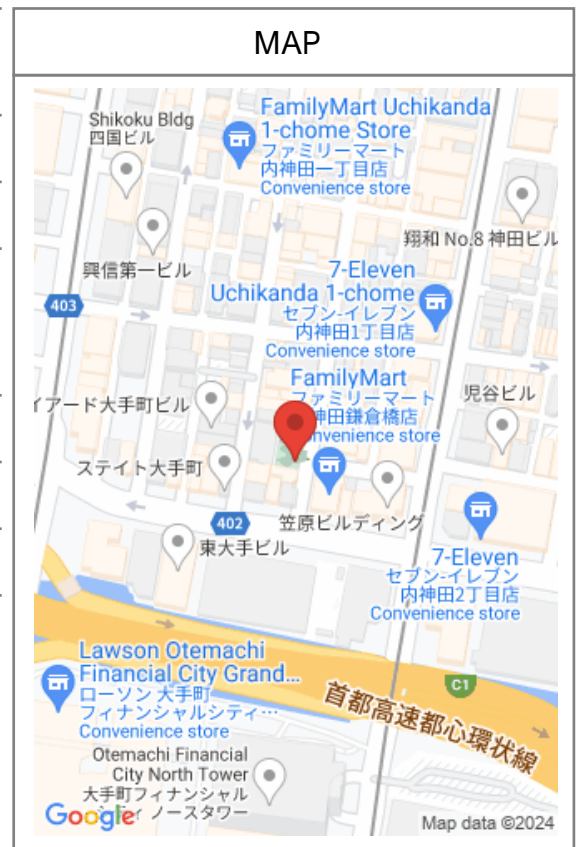 MAP
Shikoku Bldg
四国ビル
FamilyMart Uchikanda
1-chome Store
ファミリーマート
内神田一丁目店
Convenience store
翔和 No.8 神田ビル
興信第一ビル
7-Eleven
Uchikanda 1-chome
セブン-イレブン
内神田1丁目店
Convenience store
403
FamilyMart
ファミリーマート
神田鎌倉橋店
nvenience store
児谷ビル
イアード大手町ビル
ステイト大手町
402
笠原ビルディング
東大手ビル
7-Eleven
セブン-イレブン
内神田2丁目店
Convenience store
Lawson Otemachi
Financial City Grand...
ローソン 大手町
フィナンシャルシティ…
Convenience store
C1
首都高速都心環状線
Otemachi Financial
City North Tower
大手町フィナンシャル
ティ ノースタワー
Google
Map data ©2024